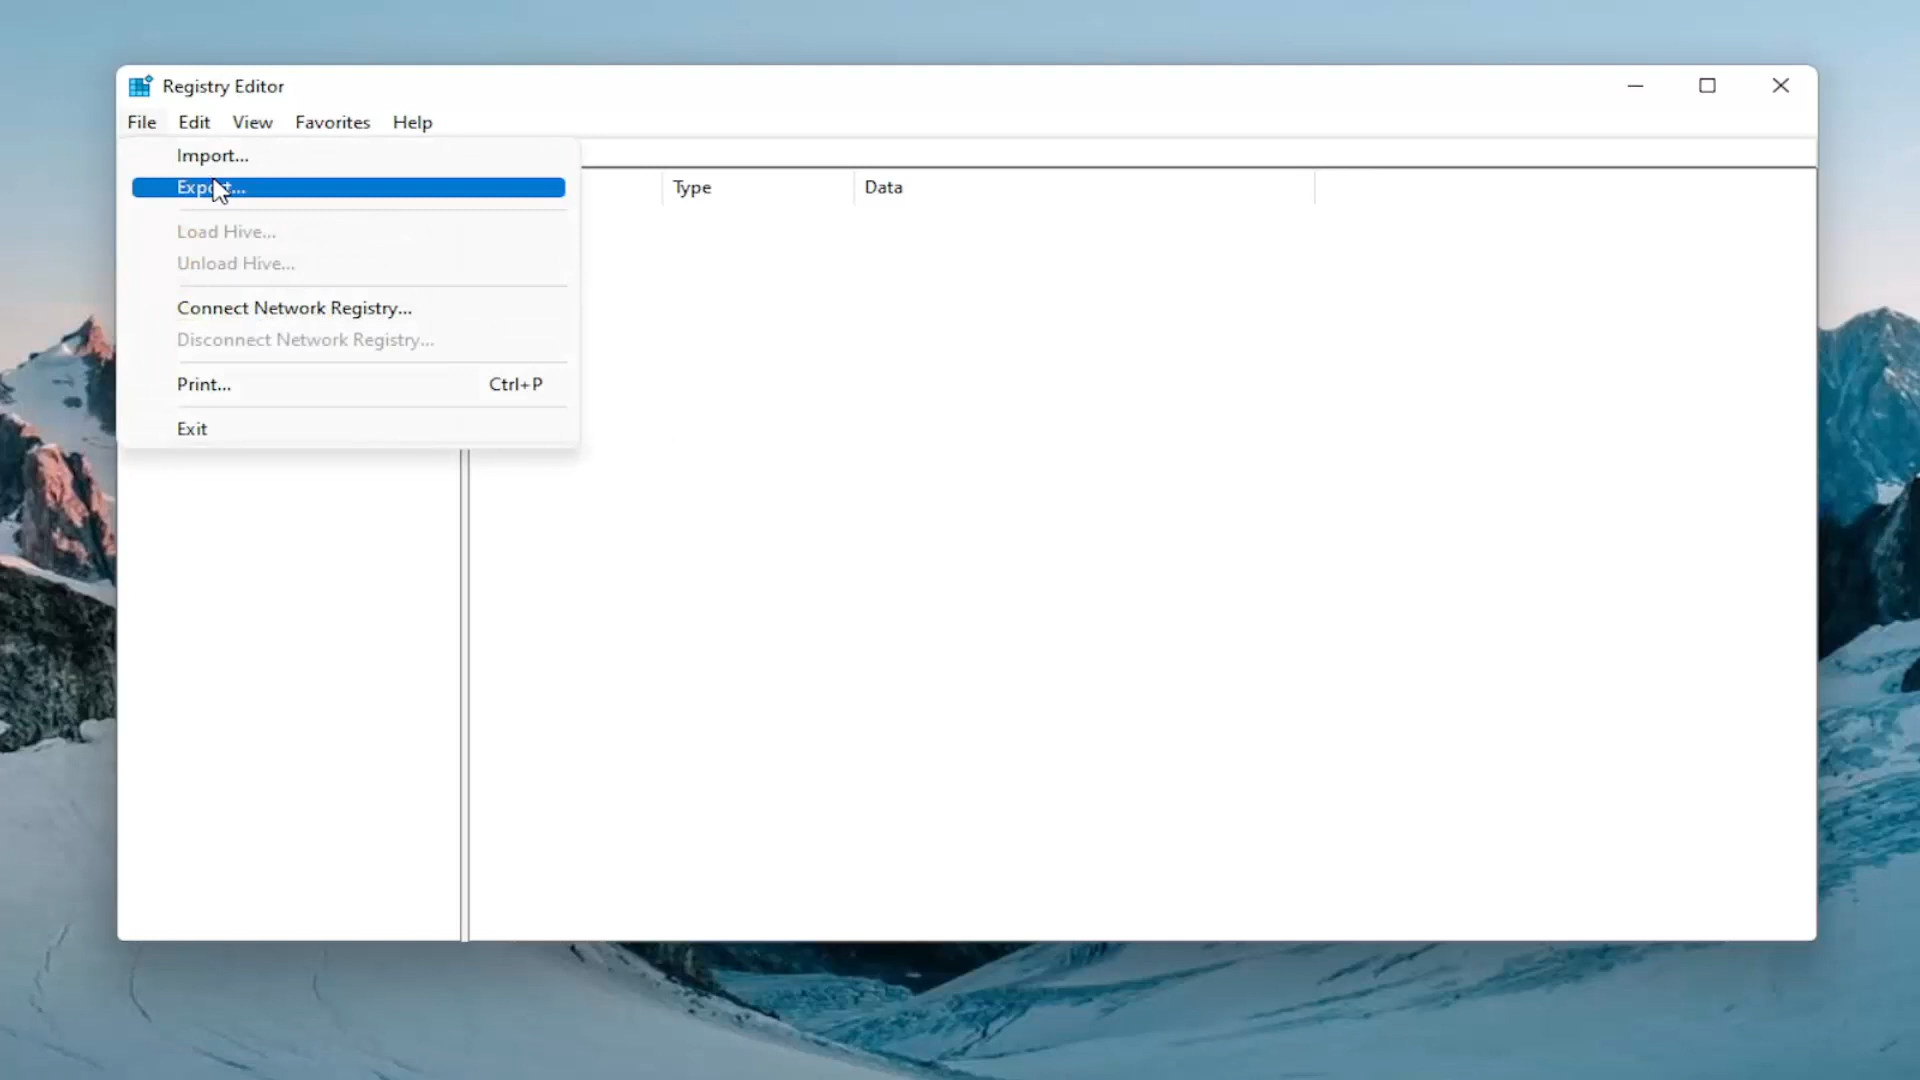 Registry Editor
File Edit View Favorites Help
Import...
Export...
Type Data
Load Hive...
Unload Hive...
Connect Network Registry...
Disconnect Network Registry...
Print... Ctrl+P
Exit